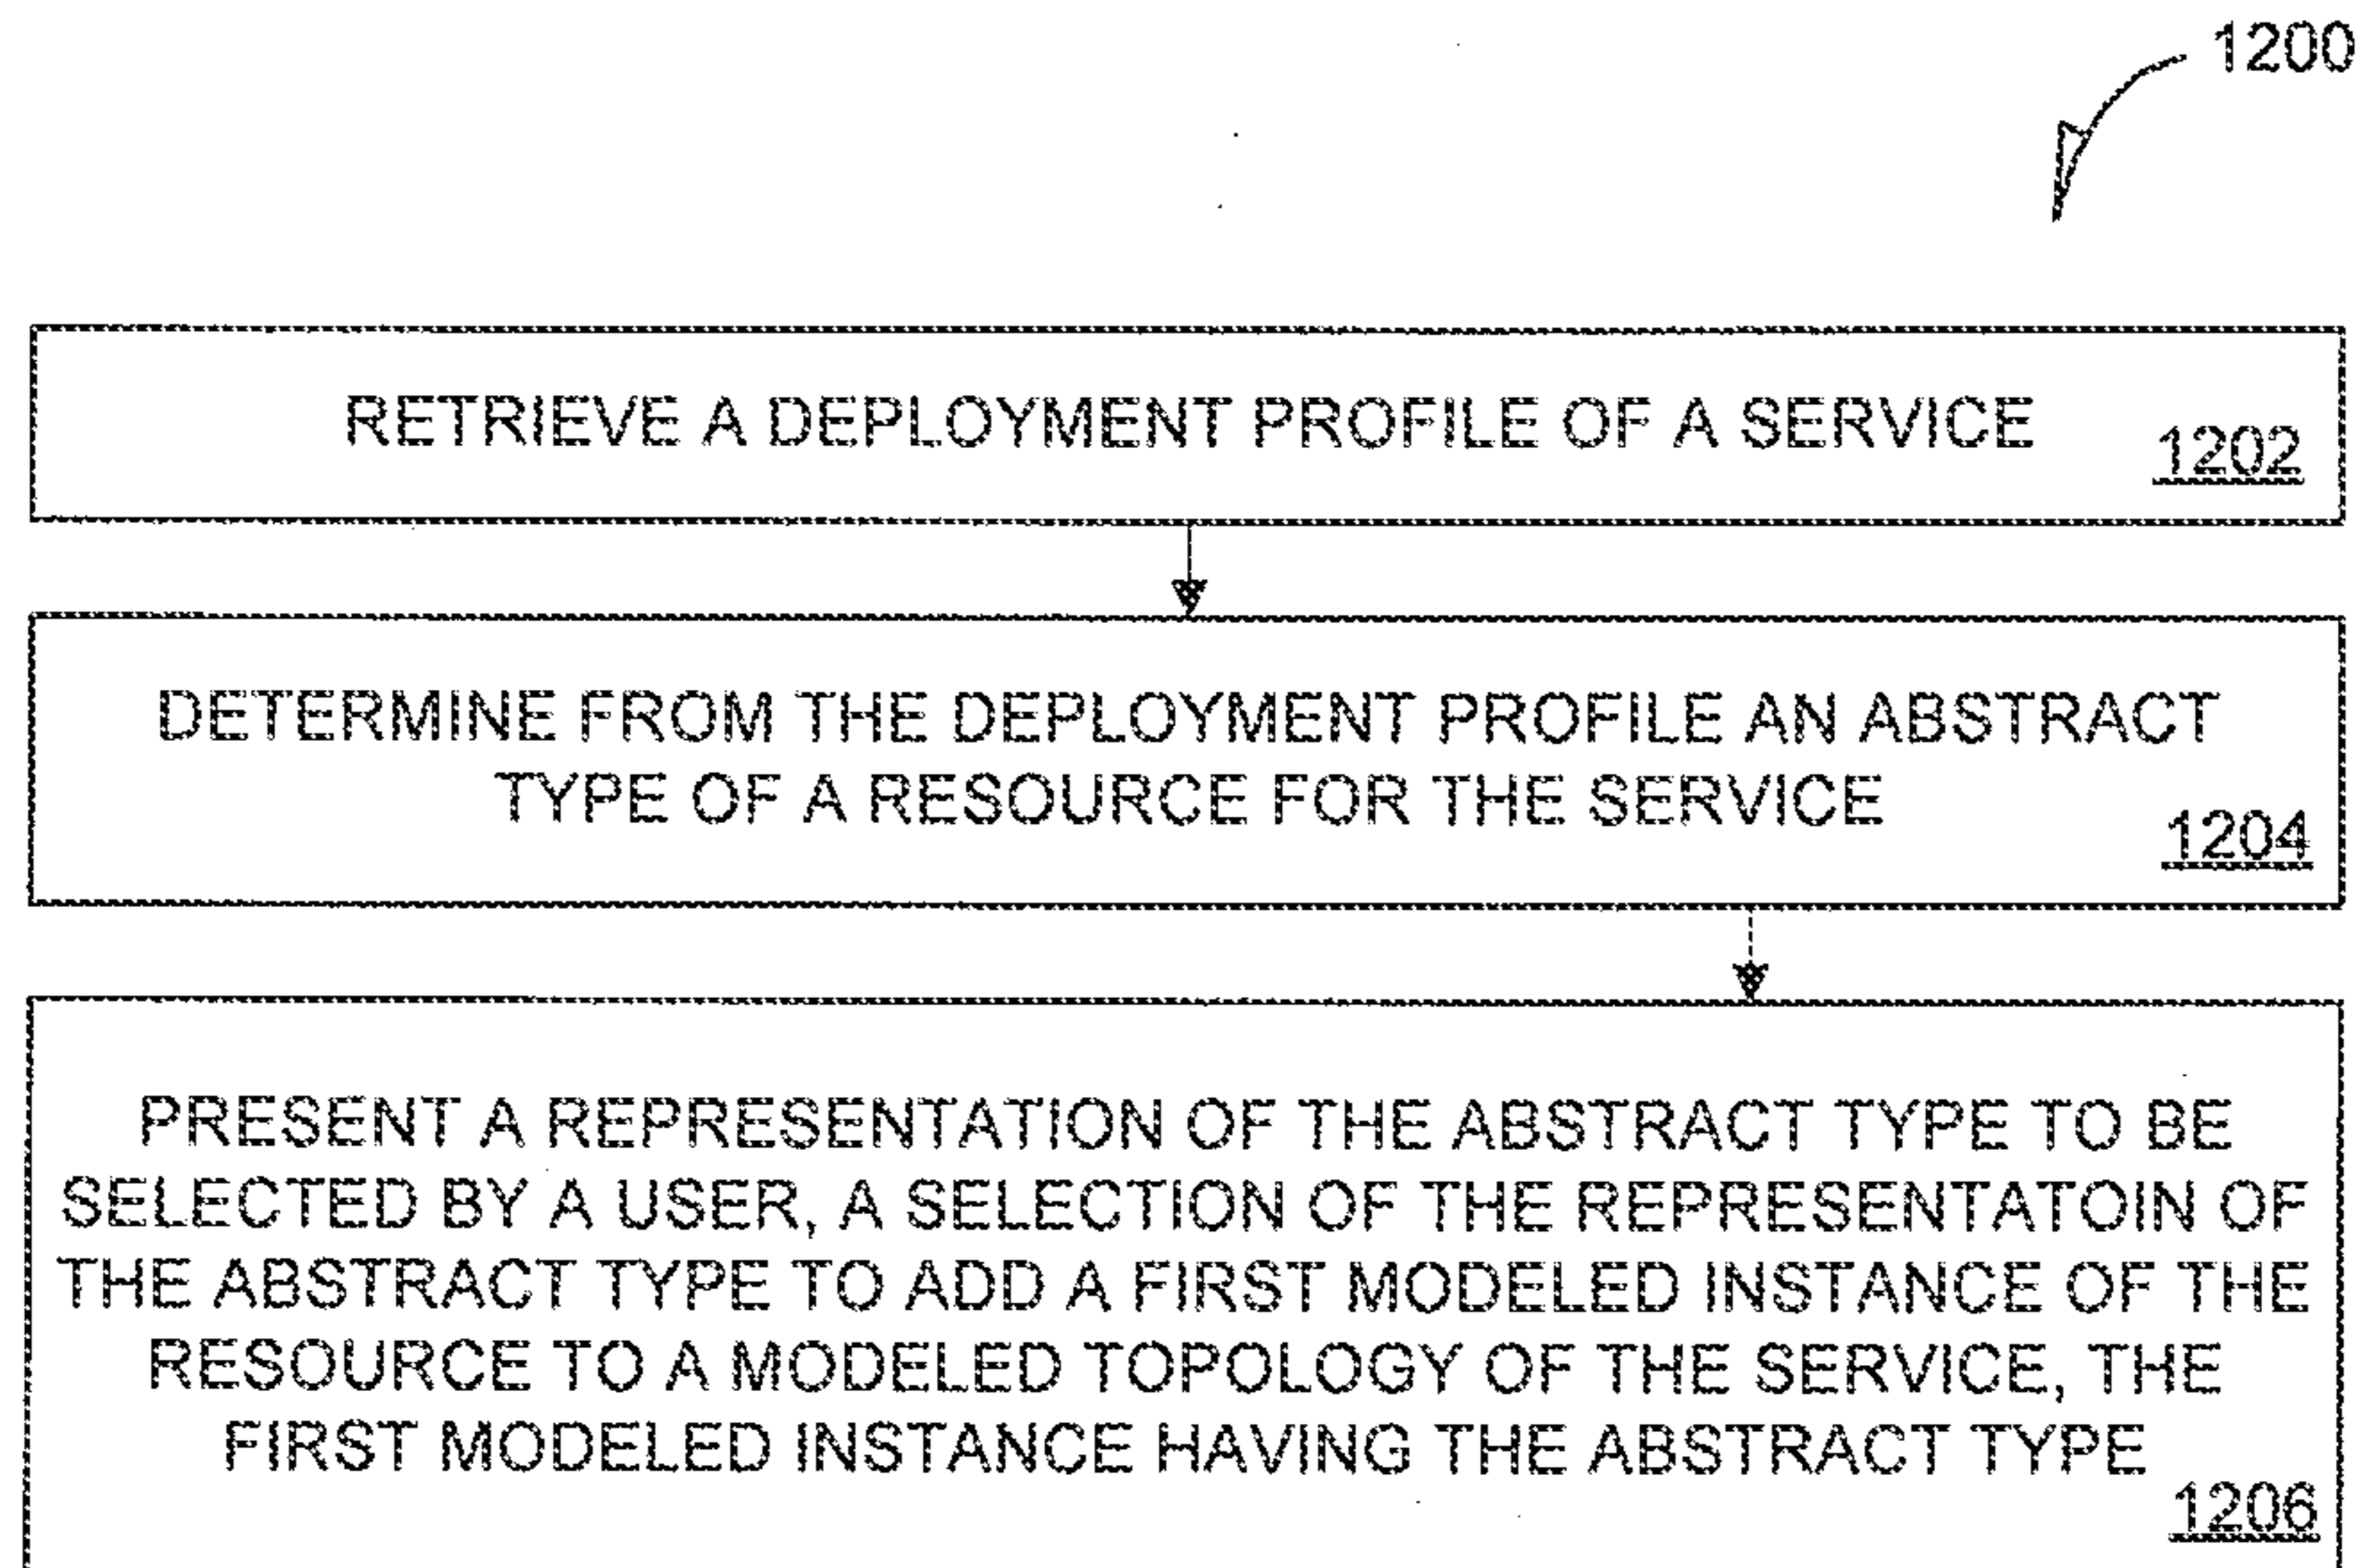 1200
RETRIEVE A DEPLOYMENT PROFILE OF A SERVICE
1202
DETERMINE FROM THE DEPLOYMENT PROFILE AN ABSTRACT
TYPE OF A RESOURCE FOR THE SERVICE
1204
PRESENT A REPRESENTATION OF THE ABSTRACT TYPE TO BE
SELECTED BY A USER, A SELECTION OF THE REPRESENTATOIN OF
THE ABSTRACT TYPE TO ADD A FIRST MODELED INSTANCE OF THE
RESOURCE TO A MODELED TOPOLOGY OF THE SERVICE, THE
FIRST MODELED INSTANCE HAVING THE ABSTRACT TYPE
1206